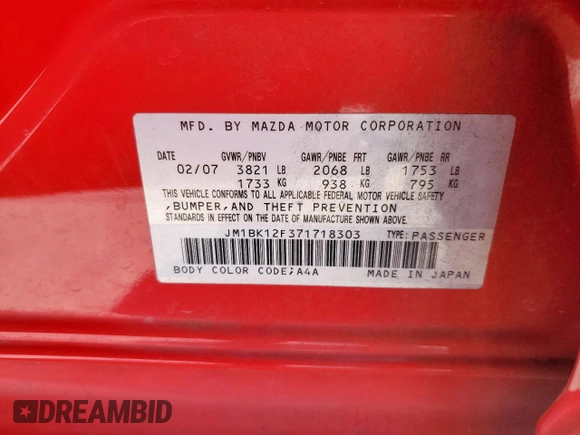 MFD. BY MAZDA MOTOR CORPORATION
DATE GVWR/PNBV GAWR/PNBE FRT GAWR/PNBE RR
02/07 3821 LB 2068 LB 1753 LB
1733 KG 938 KG 795 KG
THIS VEHICLE CONFORMS TO ALL APPLICABLE FEDERAL MOTOR VEHICLE SAFETY
,BUMPER,AND THEFT PREVENTION
STANDARDS IN EFFECT ON THE DATE OF MANUFACTURE SHOWN ABOVE.
JM1BK12F371718303 TYPE:PASSENGER
BODY COLOR CODE;A4A MADE IN JAPAN
DREAMBID